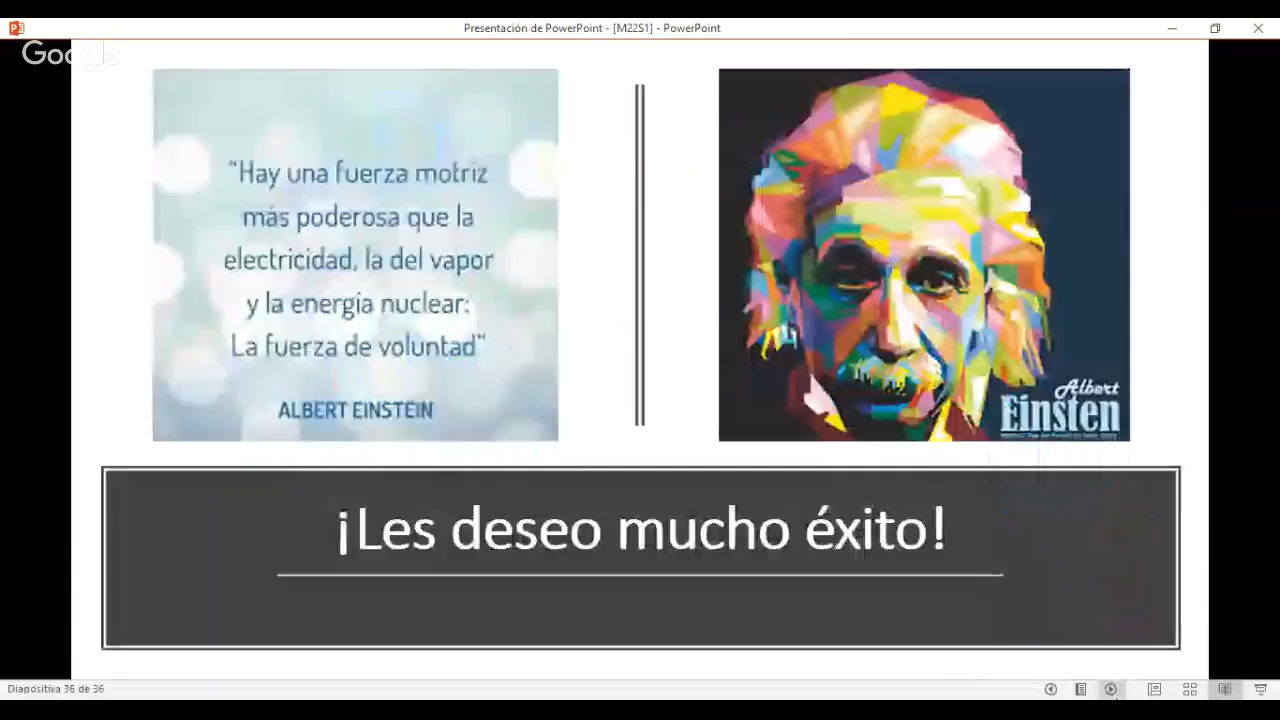 Presentación de PowerPoint - [M22S1] - PowerPoint
Google
"Hay una fuerza motriz
más poderosa que la
electricidad, la del vapor
y la energía nuclear:
La fuerza de voluntad"
ALBERT EINSTEIN
Albert
Einsten
¡Les deseo mucho éxito!
Diapositiva 36 de 36